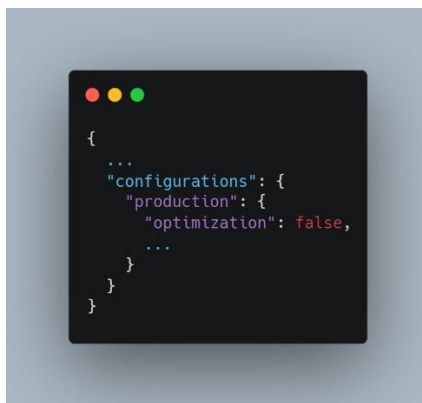 {
...
"configurations": {
"production": {
"optimization": false,
...
}
}
}